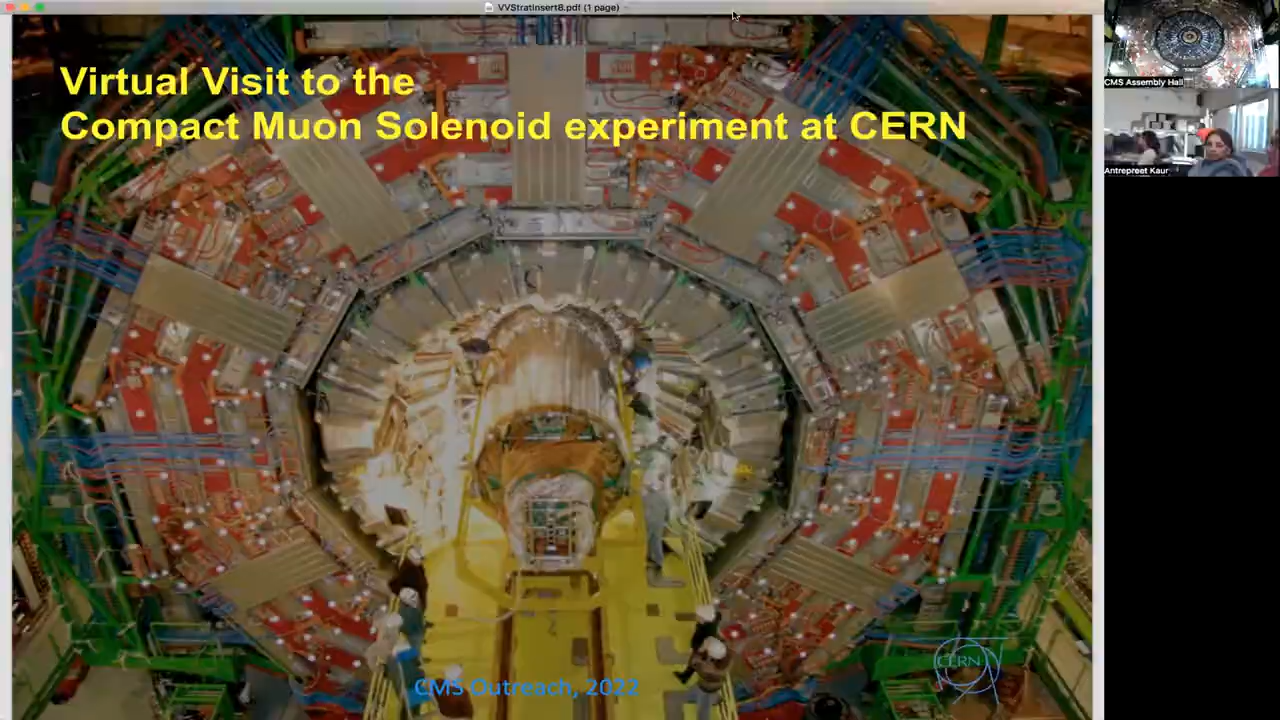 VVStratInsert8.pdf (1 page)
Virtual Visit to the
Compact Muon Solenoid experiment at CERN
CMS Assembly Hall
Antrepreet Kaur
CMS Outreach, 2022
CERN